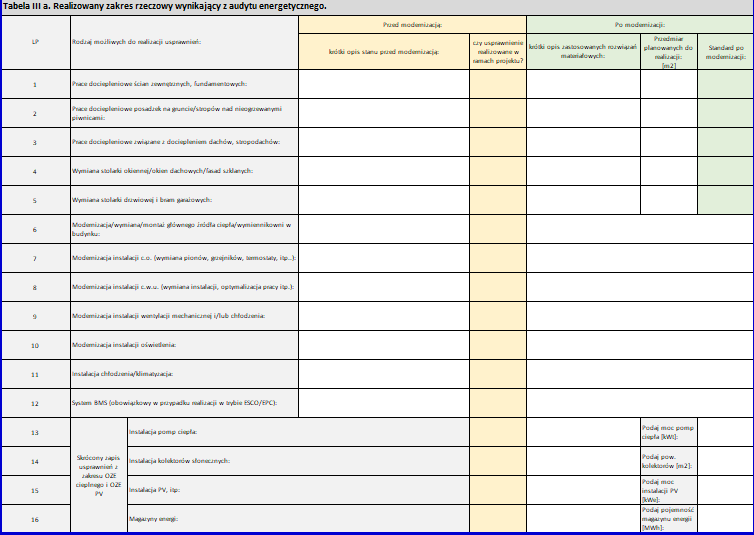 Tabela III a. Realizowany zakres rzeczowy wynikający z audytu energetycznego.
LP
Rodzaj możliwych do realizacji usprawnień:
Przed modernizacją:
krótki opis stanu przed modernizacją:
czy usprawnienie
realizowane w
ramach projektu?
Po modernizacji:
krótki opis zastosowanych rozwiązań
materiałowych:
Przedmiar
planowanych do
realizacji:
[m2]
Standard po
modernizacji:
1
Prace dociepleniowe ścian zewnętrznych, fundamentowych:
2
Prace dociepleniowe posadzek na gruncie/stropów nad nieogrzewanymi
piwnicami:
3
Prace dociepleniowe związane z dociepleniem dachów, stropodachów:
4
Wymiana stolarki okiennej/okien dachowych/fasad szklanych:
5
Wymiana stolarki drzwiowej i bram garażowych:
6
Modernizacja/wymiana/montaż głównego źródła ciepła/wymiennikowni w
budynku:
7
Modernizacja instalacji c.o. (wymiana pionów, grzejników, termostaty, itp..):
8
Modernizacja instalacji c.w.u. (wymiana instalacji, optymalizacja pracy itp.):
9
Modernizacja instalacji wentylacji mechanicznej i/lub chłodzenia:
10
Modernizacja instalacji oświetlenia:
11
Instalacja chłodzenia/klimatyzacja:
12
System BMS (obowiązkowy w przypadku realizacji w trybie ESCO/EPC):
Skrócony zapis
usprawnień z
zakresu OZE
cieplnego i OZE
PV
13
Instalacja pomp ciepła:
Podaj moc pomp
ciepła [kWt]:
14
Instalacja kolektorów słonecznych:
Podaj pow.
kolektorów [m2]:
15
Instalacja PV, itp:
Podaj moc
instalacji PV
[kWe]:
16
Magazyny energii:
Podaj pojemność
magazynu energii
[MWh]: